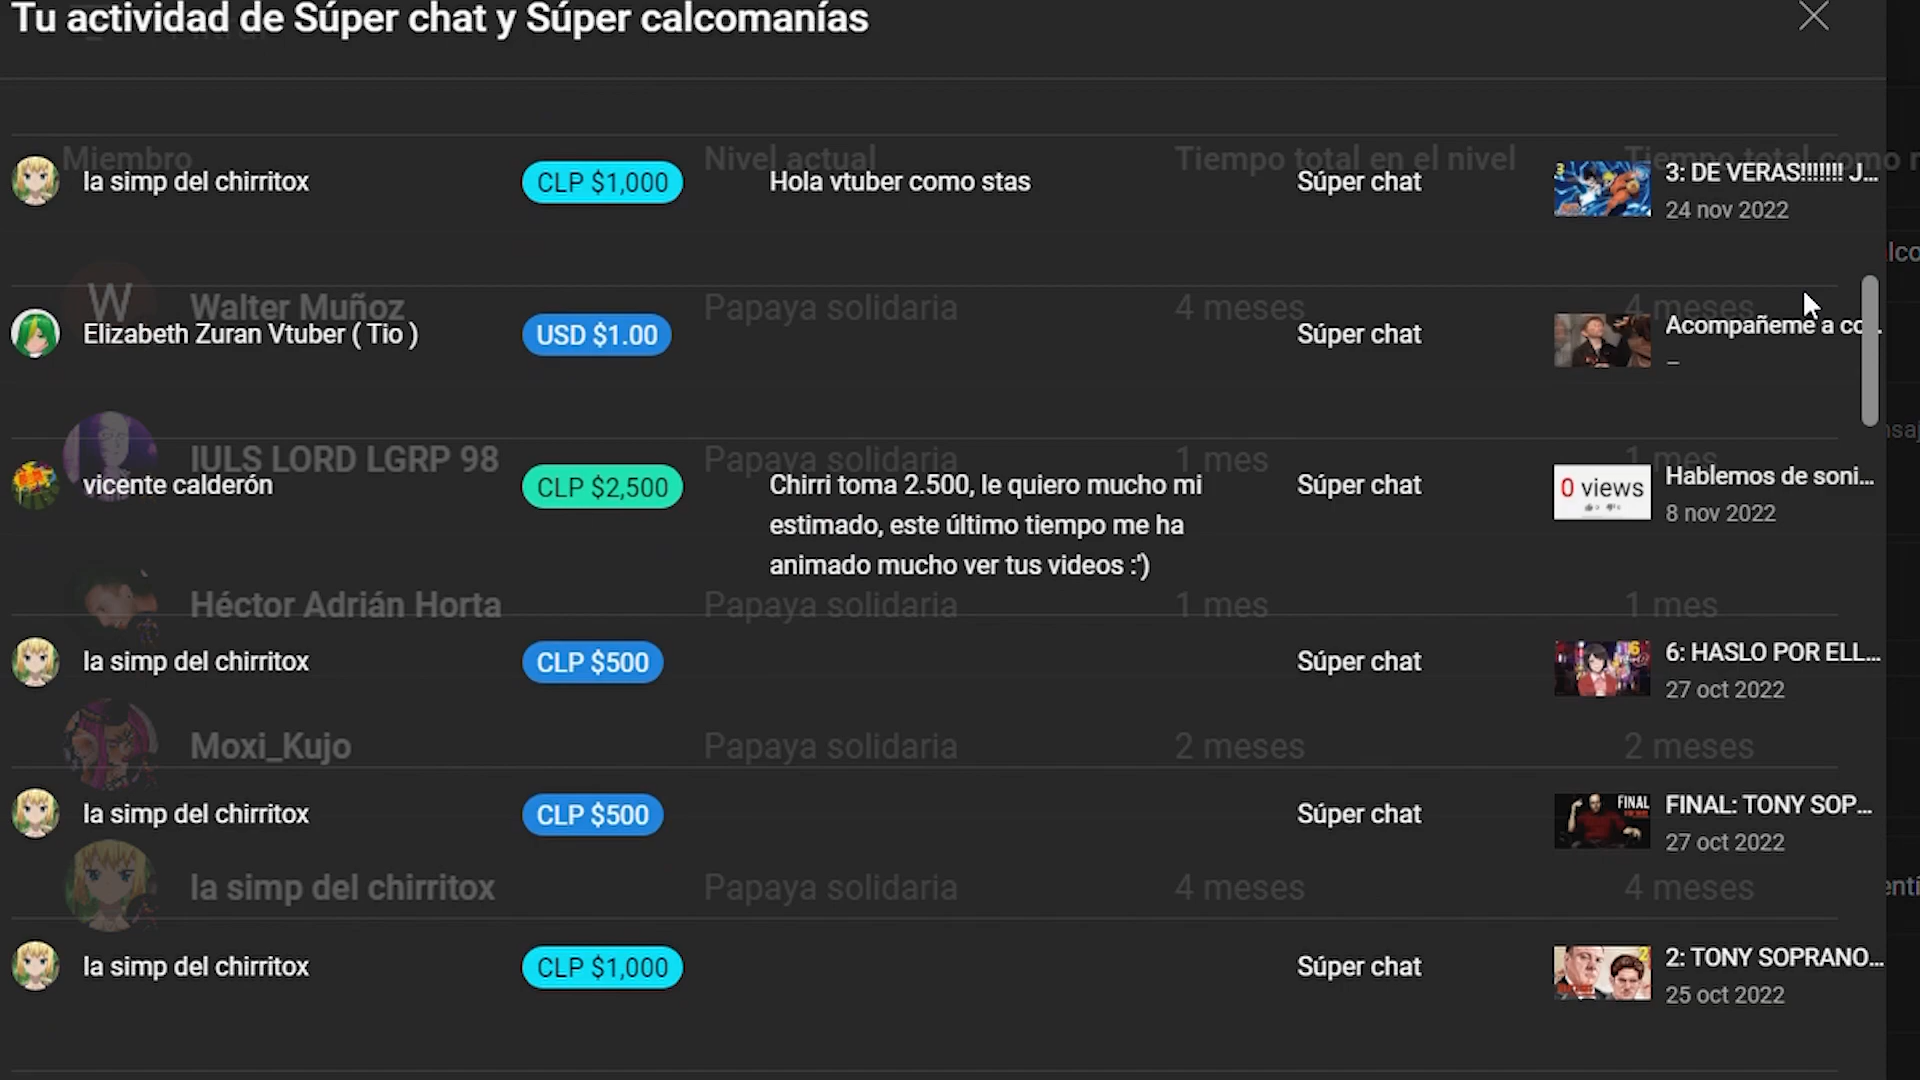 Tu actividad de Súper chat y Súper calcomanías
Miembro
Nivel actual
Tiempo total en el nivel
Tiempo total como
la simp del chirritox
CLP $1,000
Hola vtuber como stas
Súper chat
3
3: DE VERAS!!!!!!! J...
24 nov 2022
W
Walter Muñoz
Papaya solidaria
4 meses
4 meses
Elizabeth Zuran Vtuber ( Tio )
USD $1.00
Súper chat
Acompañeme a co...
–
IULS LORD LGRP 98
Papaya solidaria
1 mes
1 mes
vicente calderón
CLP $2,500
Chirri toma 2.500, le quiero mucho mi
estimado, este último tiempo me ha
animado mucho ver tus videos :')
Súper chat
0 views
Hablemos de soni...
8 nov 2022
Héctor Adrián Horta
Papaya solidaria
1 mes
1 mes
la simp del chirritox
CLP $500
Súper chat
6
6: HASLO POR ELL...
27 oct 2022
Moxi_Kujo
Papaya solidaria
2 meses
2 meses
la simp del chirritox
CLP $500
Súper chat
FINAL
FINAL: TONY SOP...
27 oct 2022
la simp del chirritox
Papaya solidaria
4 meses
4 meses
la simp del chirritox
CLP $1,000
Súper chat
2
2: TONY SOPRANO...
25 oct 2022